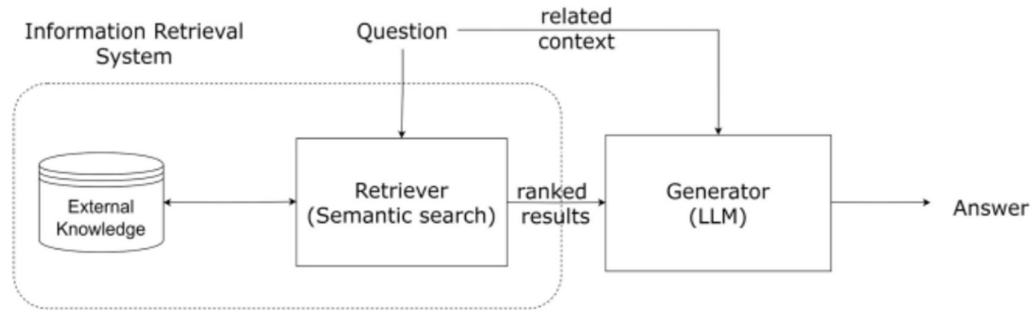 Information Retrieval
System
Question
related
context
External
Knowledge
Retriever
(Semantic search)
ranked
results
Generator
(LLM)
Answer